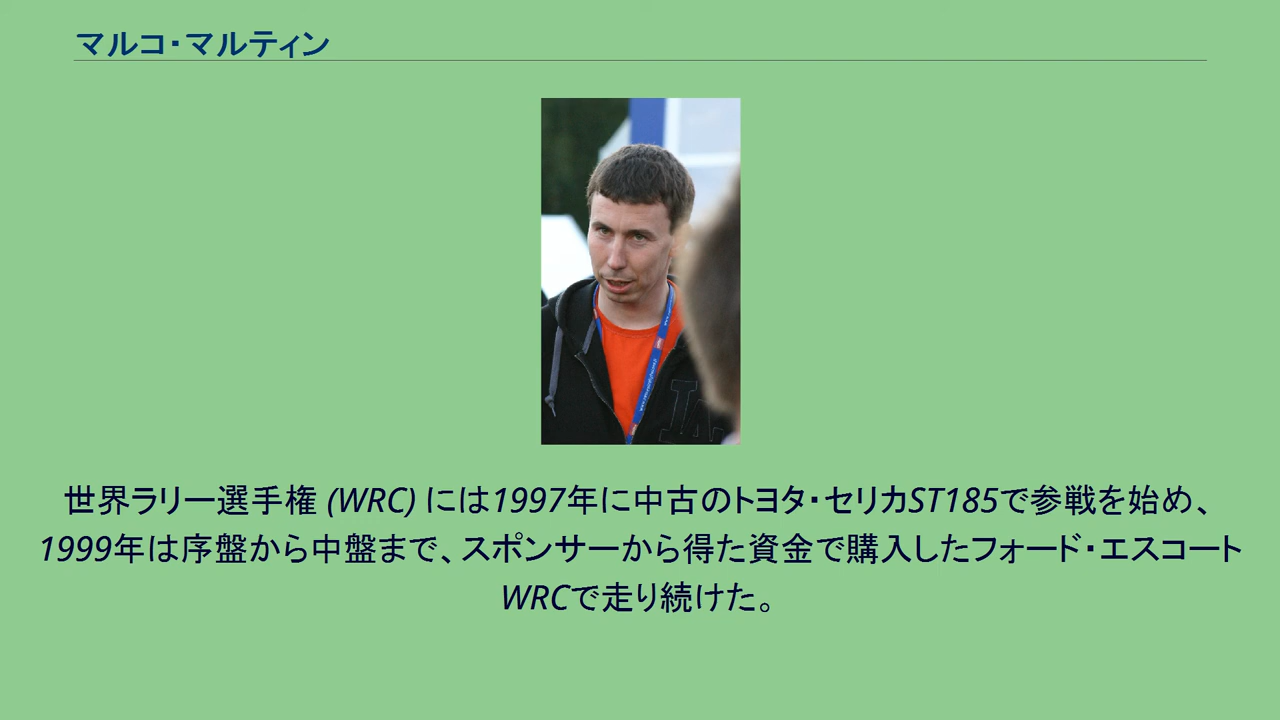 マルコ・マルティン
世界ラリー選手権 (WRC) には1997年に中古のトヨタ・セリカST185で参戦を始め、
1999年は序盤から中盤まで、スポンサーから得た資金で購入したフォード・エスコート
WRCで走り続けた。
LA